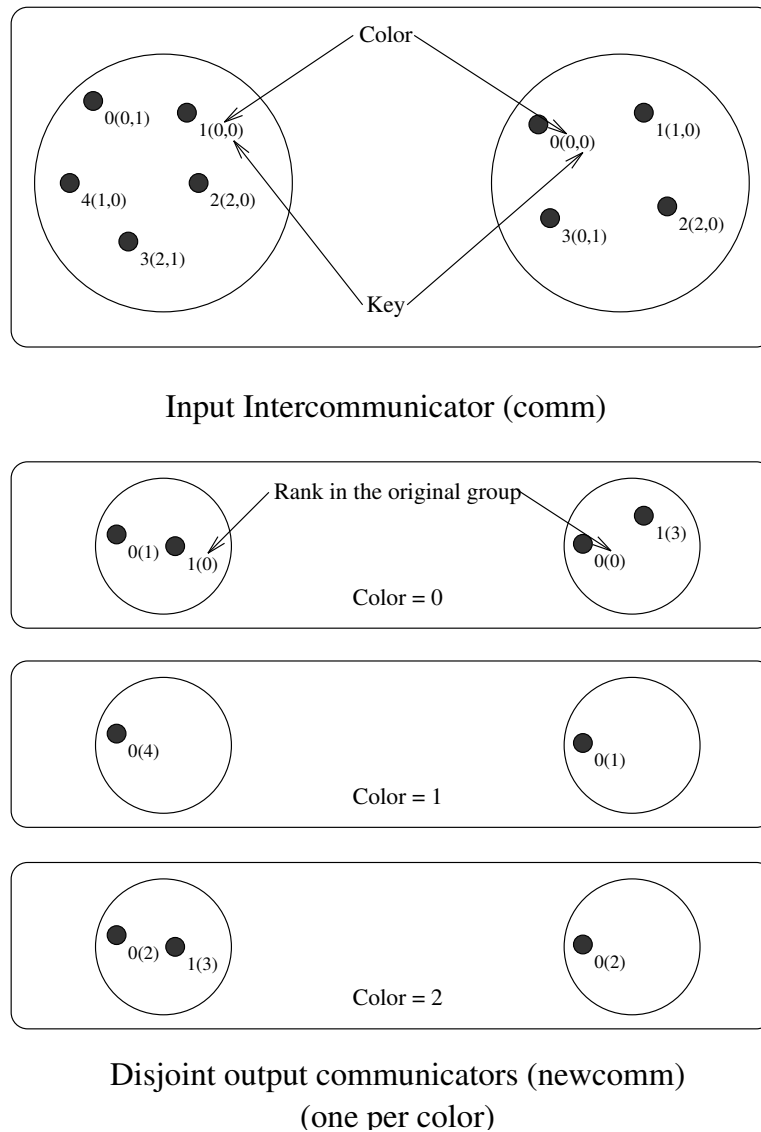 Color
0(0,1)
1(0,0)
0(0,0)
1(1,0)
4(1,0)
2(2,0)
3(2,1)
3(0,1)
2(2,0)
Key
Input Intercommunicator (comm)
Rank in the original group
0(1)
1(0)
0(0)
1(3)
Color = 0
0(4)
0(1)
Color = 1
0(2)
1(3)
0(2)
Color = 2
Disjoint output communicators (newcomm)
(one per color)